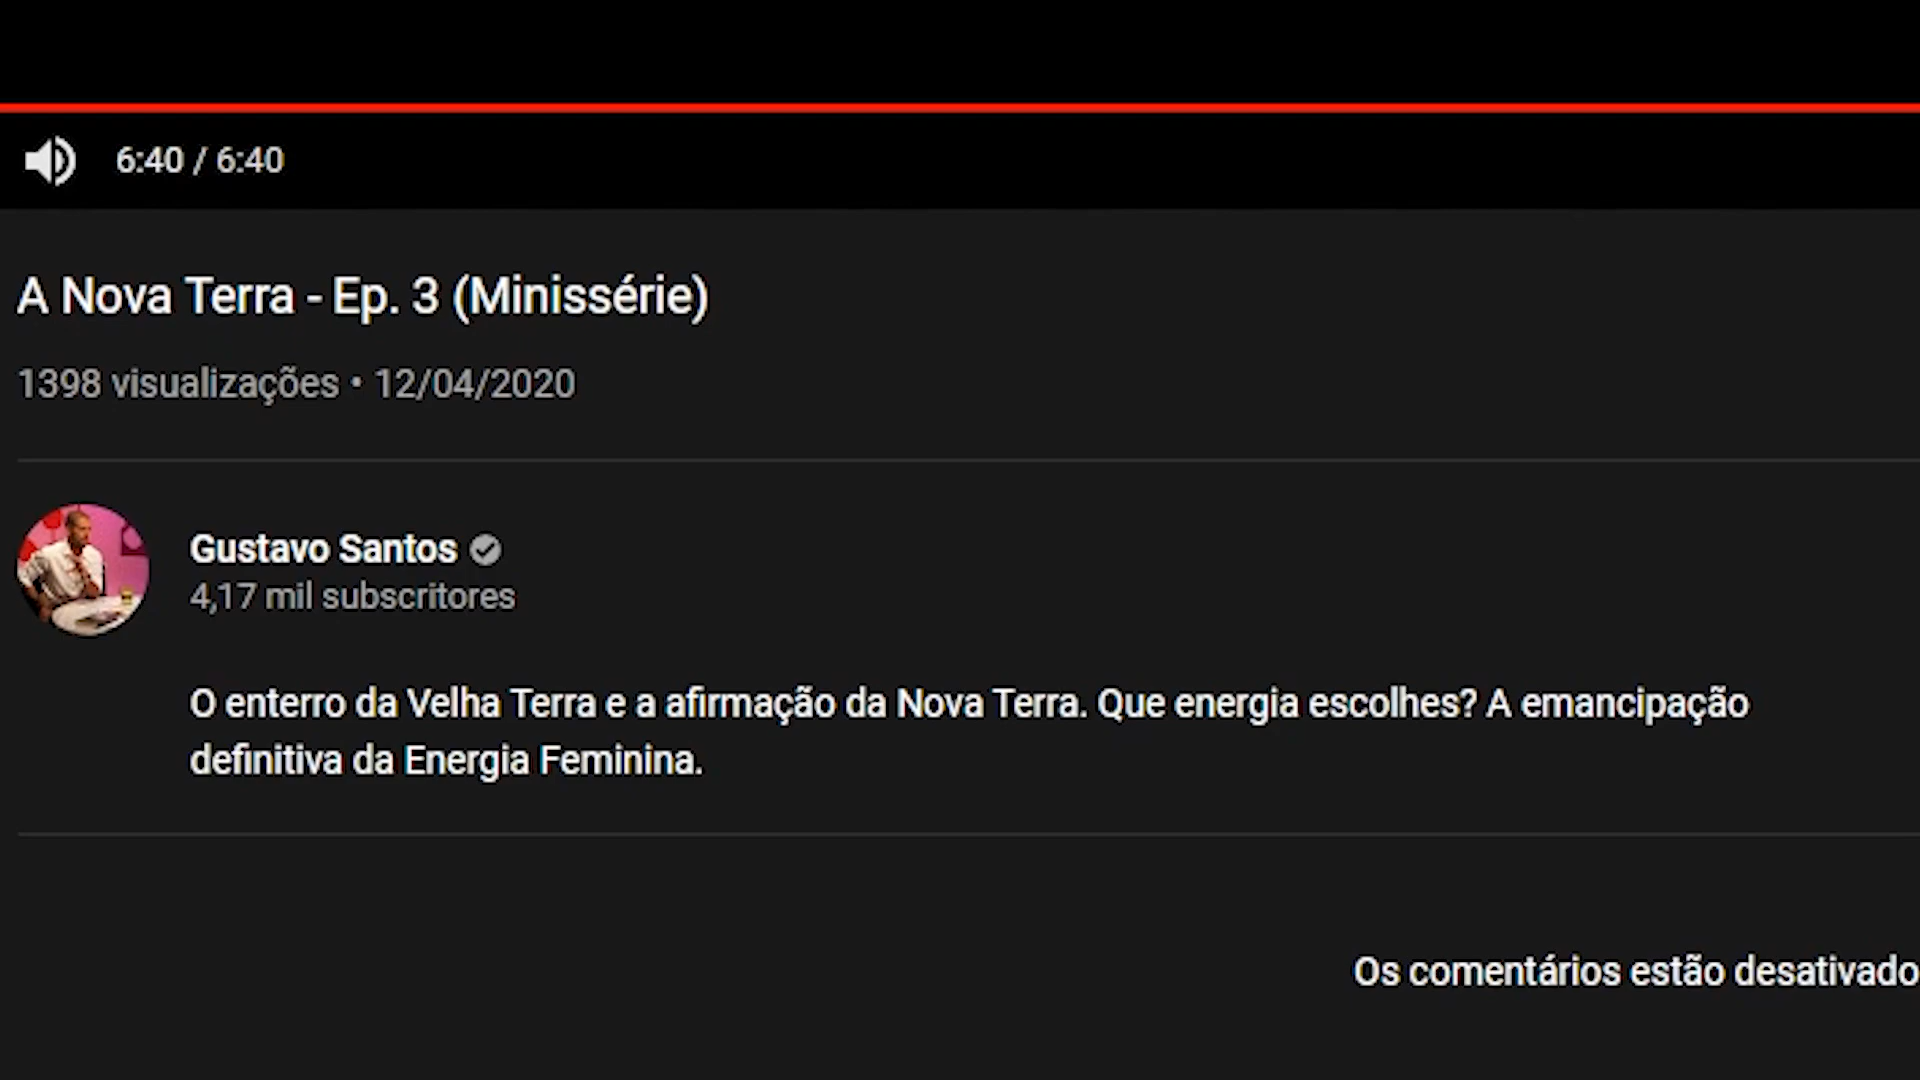 6:40 / 6:40
A Nova Terra - Ep. 3 (Minissérie)
1398 visualizações • 12/04/2020
Gustavo Santos
4,17 mil subscritores
O enterro da Velha Terra e a afirmação da Nova Terra. Que energia escolhes? A emancipação
definitiva da Energia Feminina.
Os comentários estão desativado